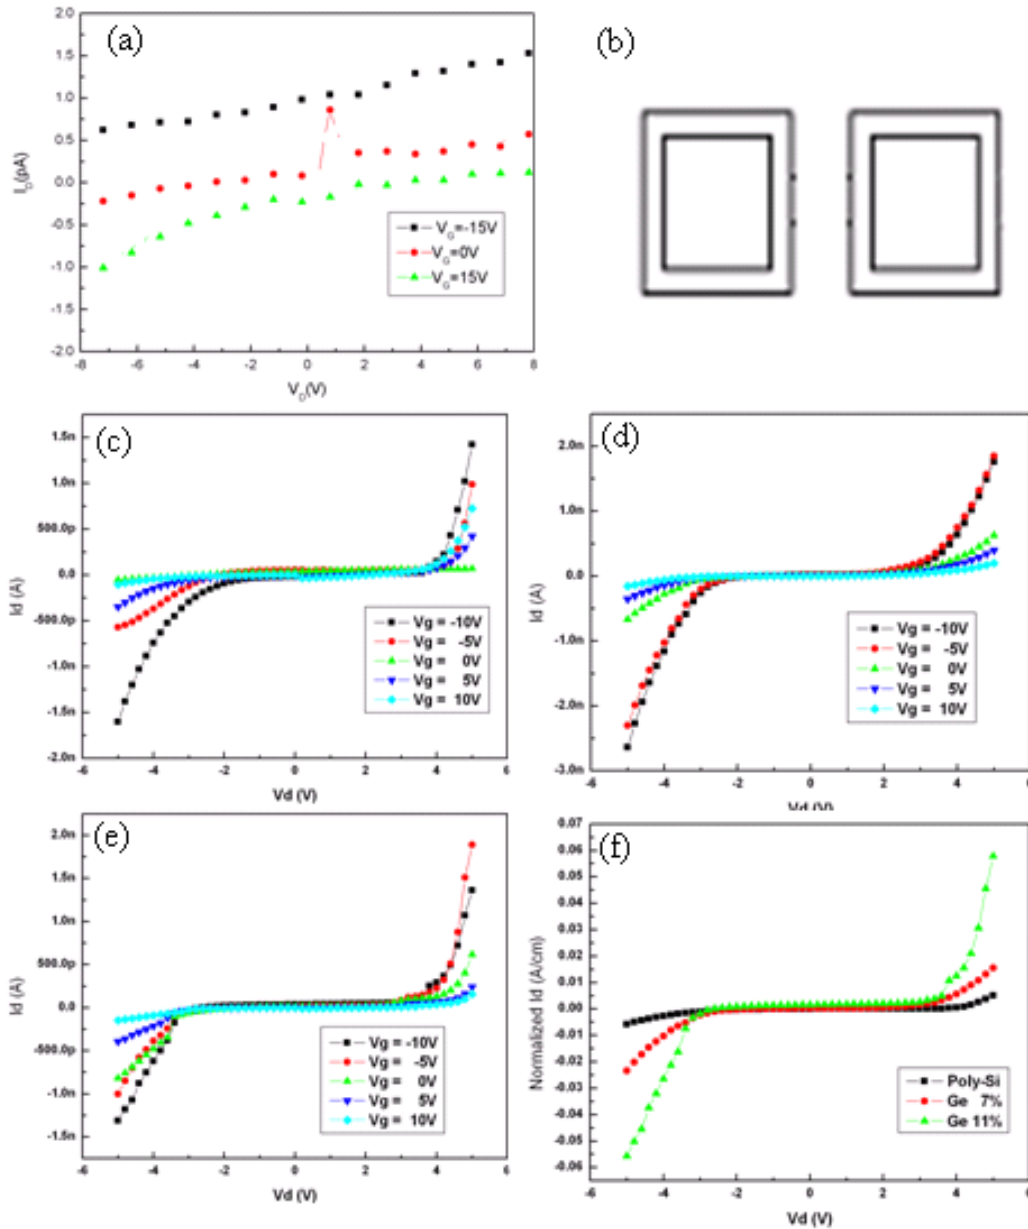 (a)
2.0
1.5
1.0
0.5
0.0
-0.5
-1.0
-1.5
-2.0
I_D(pA)
V_G=-15V
V_G=0V
V_G=15V
-8 -6 -4 -2 0 2 4 6 8
V_D(V)
(b)
(c)
1.5n
1.0n
500.0p
0.0
-500.0p
-1.0n
-1.5n
-2.0n
Id (A)
Vg = -10V
Vg = -5V
Vg = 0V
Vg = 5V
Vg = 10V
-6 -4 -2 0 2 4 6
Vd (V)
(d)
2.0n
1.0n
0.0
-1.0n
-2.0n
-3.0n
Id (A)
Vg = -10V
Vg = -5V
Vg = 0V
Vg = 5V
Vg = 10V
-6 -4 -2 0 2 4 6
Vd (V)
(e)
2.0n
1.5n
1.0n
500.0p
0.0
-500.0p
-1.0n
-1.5n
Id (A)
Vg = -10V
Vg = -5V
Vg = 0V
Vg = 5V
Vg = 10V
-6 -4 -2 0 2 4 6
Vd (V)
(f)
0.07
0.06
0.05
0.04
0.03
0.02
0.01
0.00
-0.01
-0.02
-0.03
-0.04
-0.05
-0.06
Normalized Id (A/cm)
Poly-Si
Ge 7%
Ge 11%
-6 -4 -2 0 2 4 6
Vd (V)